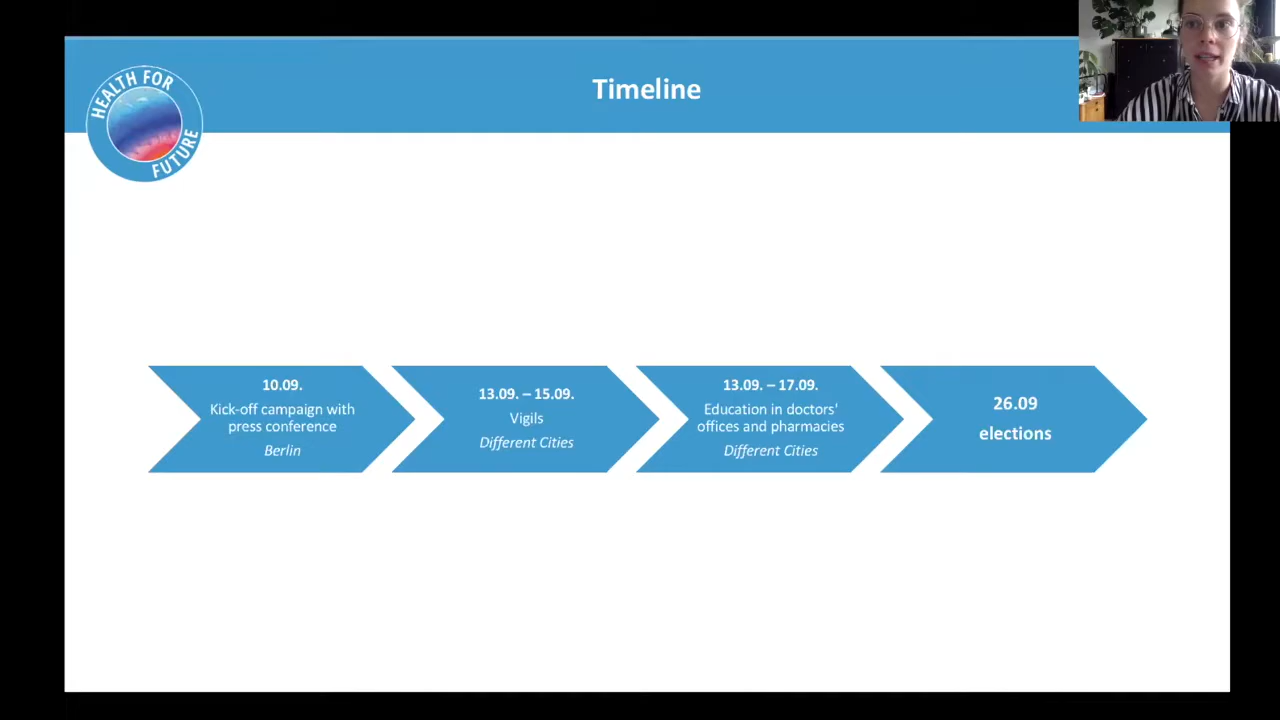 Timeline
HEALTH FOR
FUTURE
10.09.
Kick-off campaign with
press conference
Berlin
13.09. – 15.09.
Vigils
Different Cities
13.09. – 17.09.
Education in doctors'
offices and pharmacies
Different Cities
26.09
elections